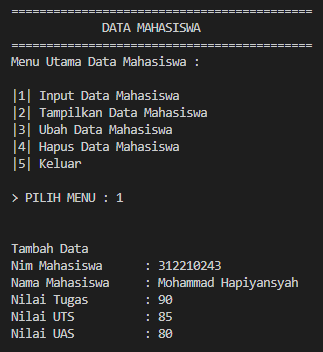 ===========================================
DATA MAHASISWA
===========================================
Menu Utama Data Mahasiswa :
|1| Input Data Mahasiswa
|2| Tampilkan Data Mahasiswa
|3| Ubah Data Mahasiswa
|4| Hapus Data Mahasiswa
|5| Keluar
> PILIH MENU : 1
Tambah Data
Nim Mahasiswa : 312210243
Nama Mahasiswa : Mohammad Hapiyansyah
Nilai Tugas : 90
Nilai UTS : 85
Nilai UAS : 80